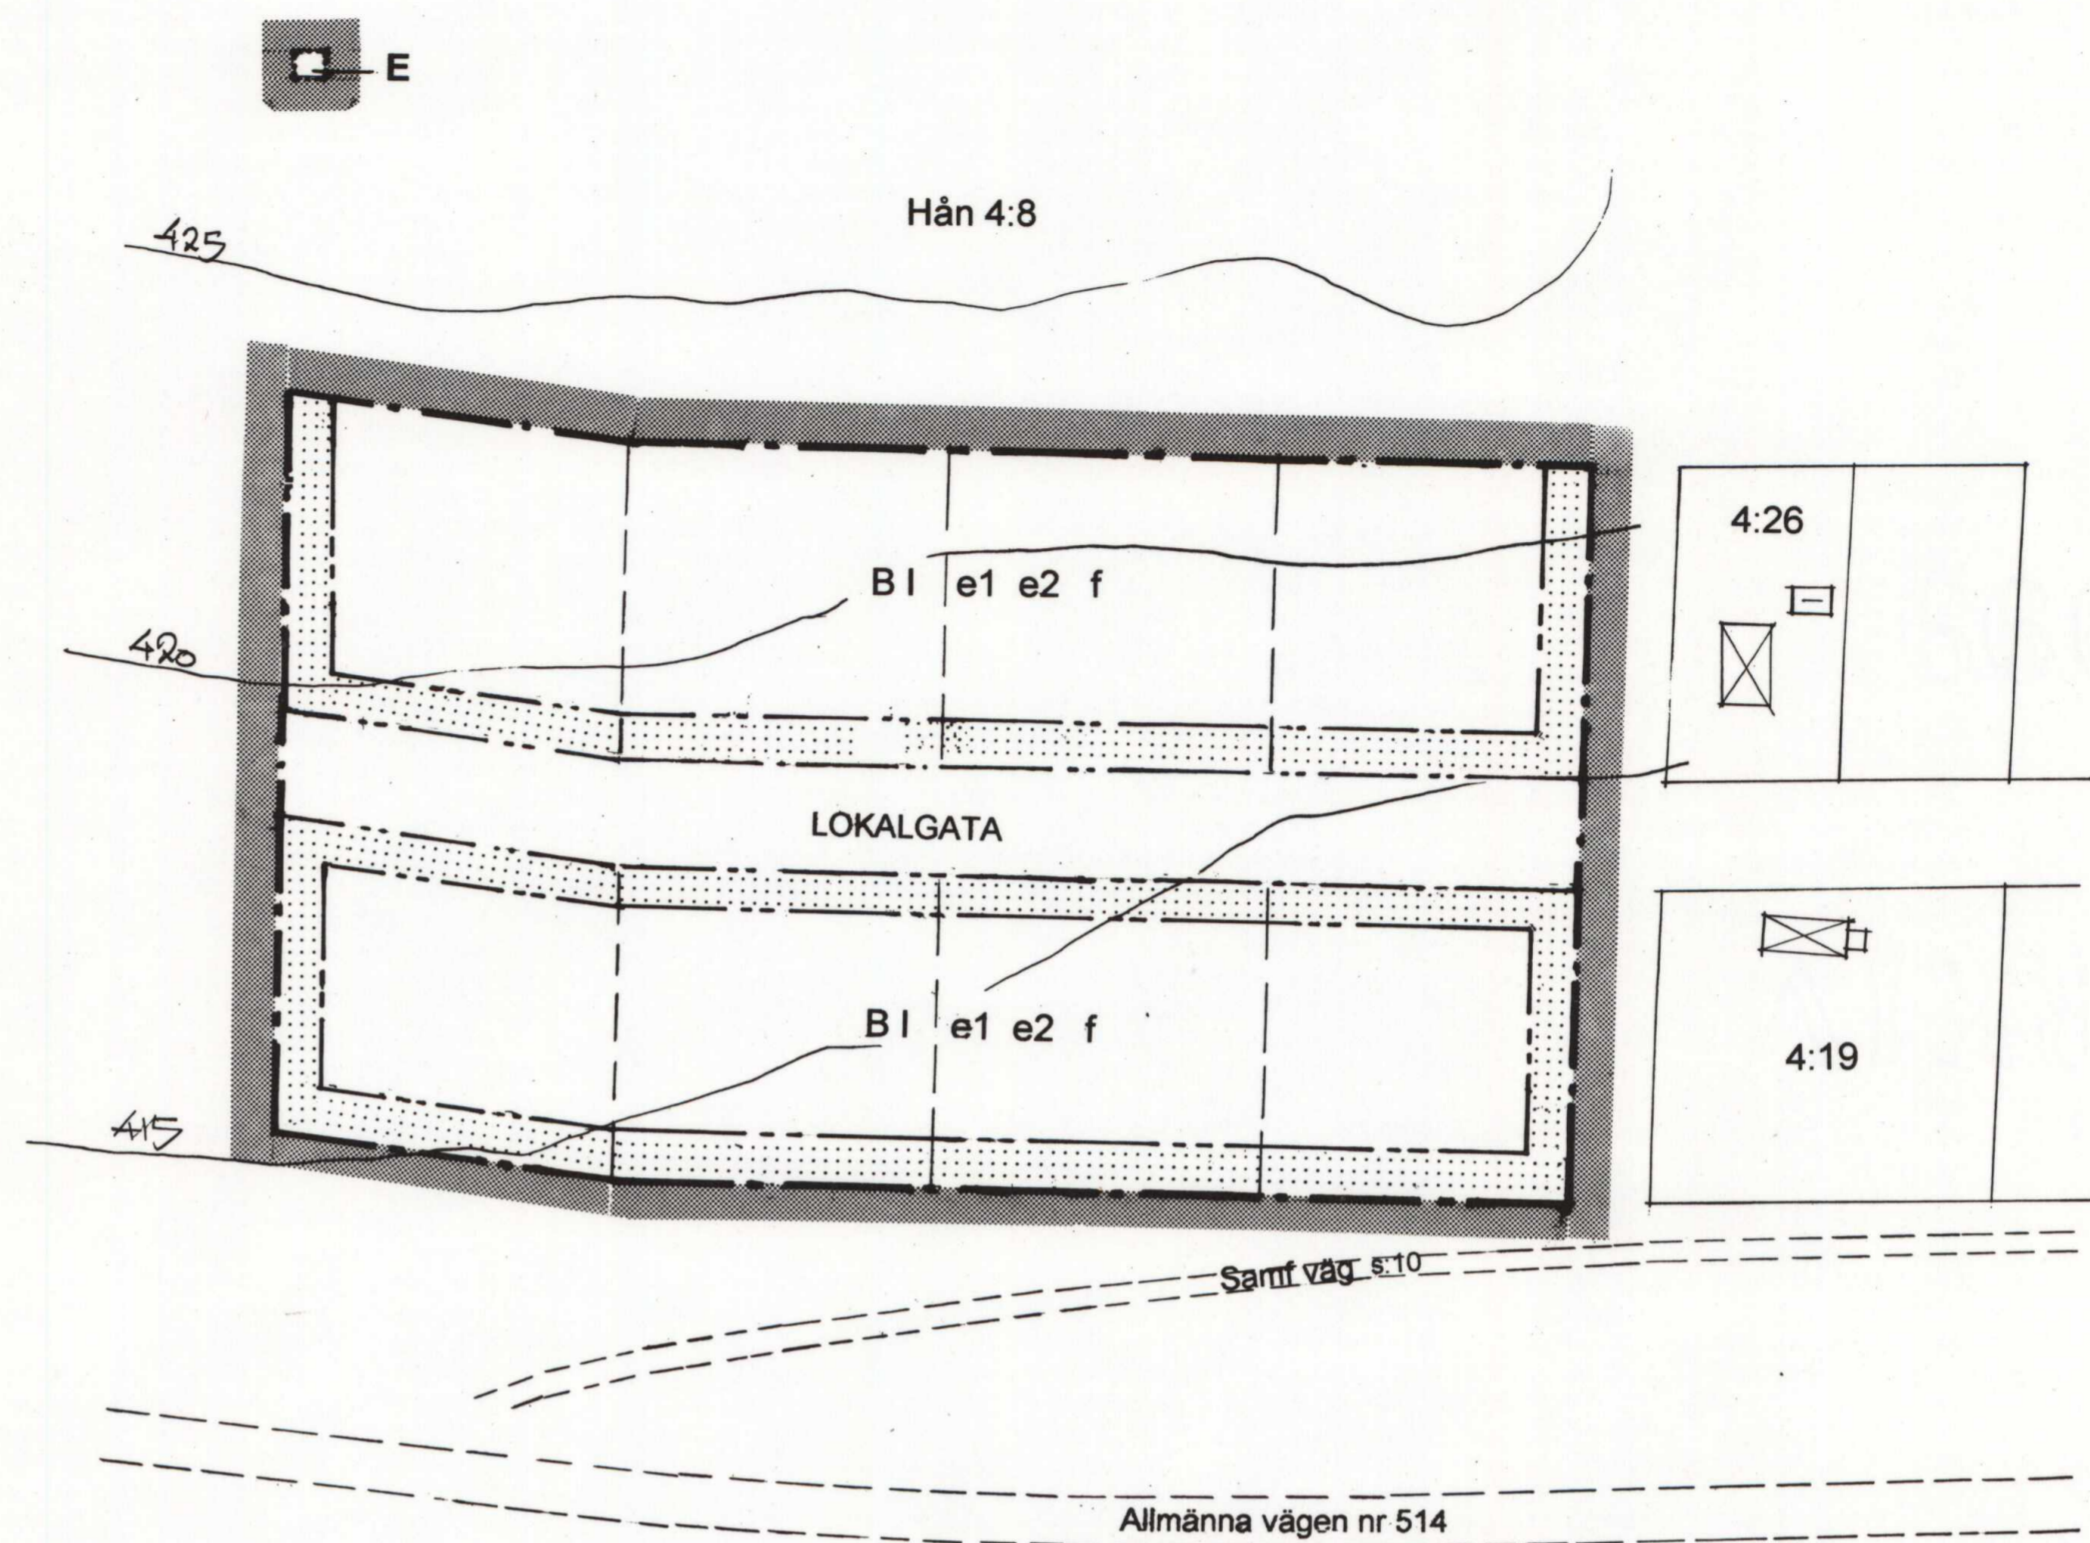 E
Hån 4:8
425
4:26
B I e1 e2 f
420
LOKALGATA
B I e1 e2 f
4:19
415
Samf väg s:10
Allmänna vägen nr 514